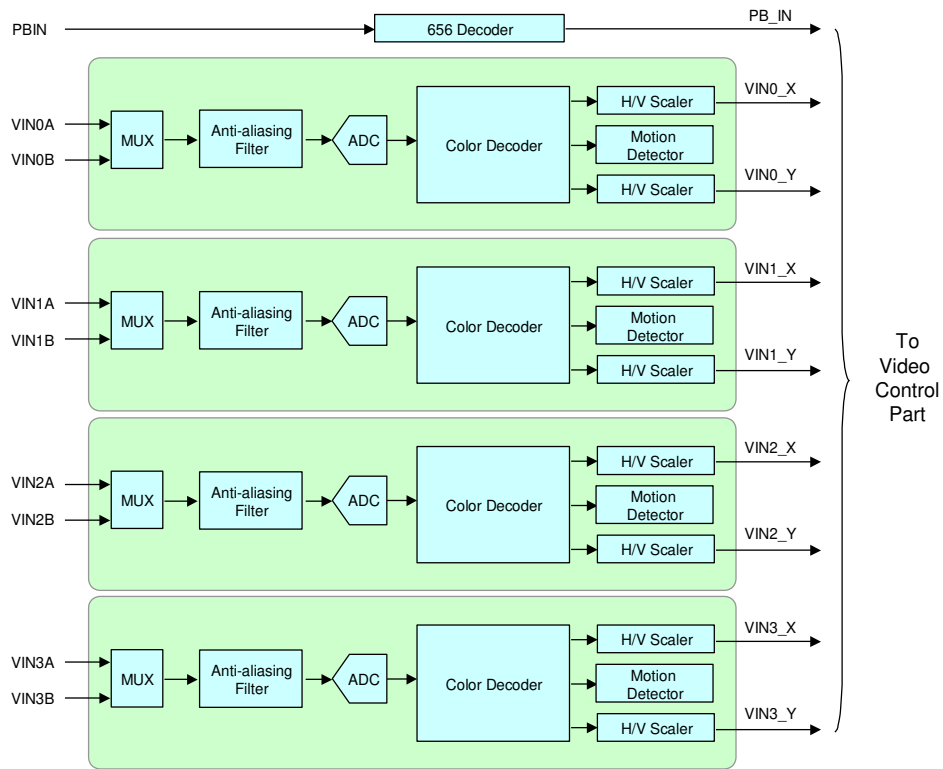 PBIN
656 Decoder
PB_IN
VIN0A
VIN0B
MUX
Anti-aliasing
Filter
ADC
Color Decoder
H/V Scaler
Motion
Detector
H/V Scaler
VIN0_X
VIN0_Y
VIN1A
VIN1B
MUX
Anti-aliasing
Filter
ADC
Color Decoder
H/V Scaler
Motion
Detector
H/V Scaler
VIN1_X
VIN1_Y
VIN2A
VIN2B
MUX
Anti-aliasing
Filter
ADC
Color Decoder
H/V Scaler
Motion
Detector
H/V Scaler
VIN2_X
VIN2_Y
VIN3A
VIN3B
MUX
Anti-aliasing
Filter
ADC
Color Decoder
H/V Scaler
Motion
Detector
H/V Scaler
VIN3_X
VIN3_Y
To
Video
Control
Part